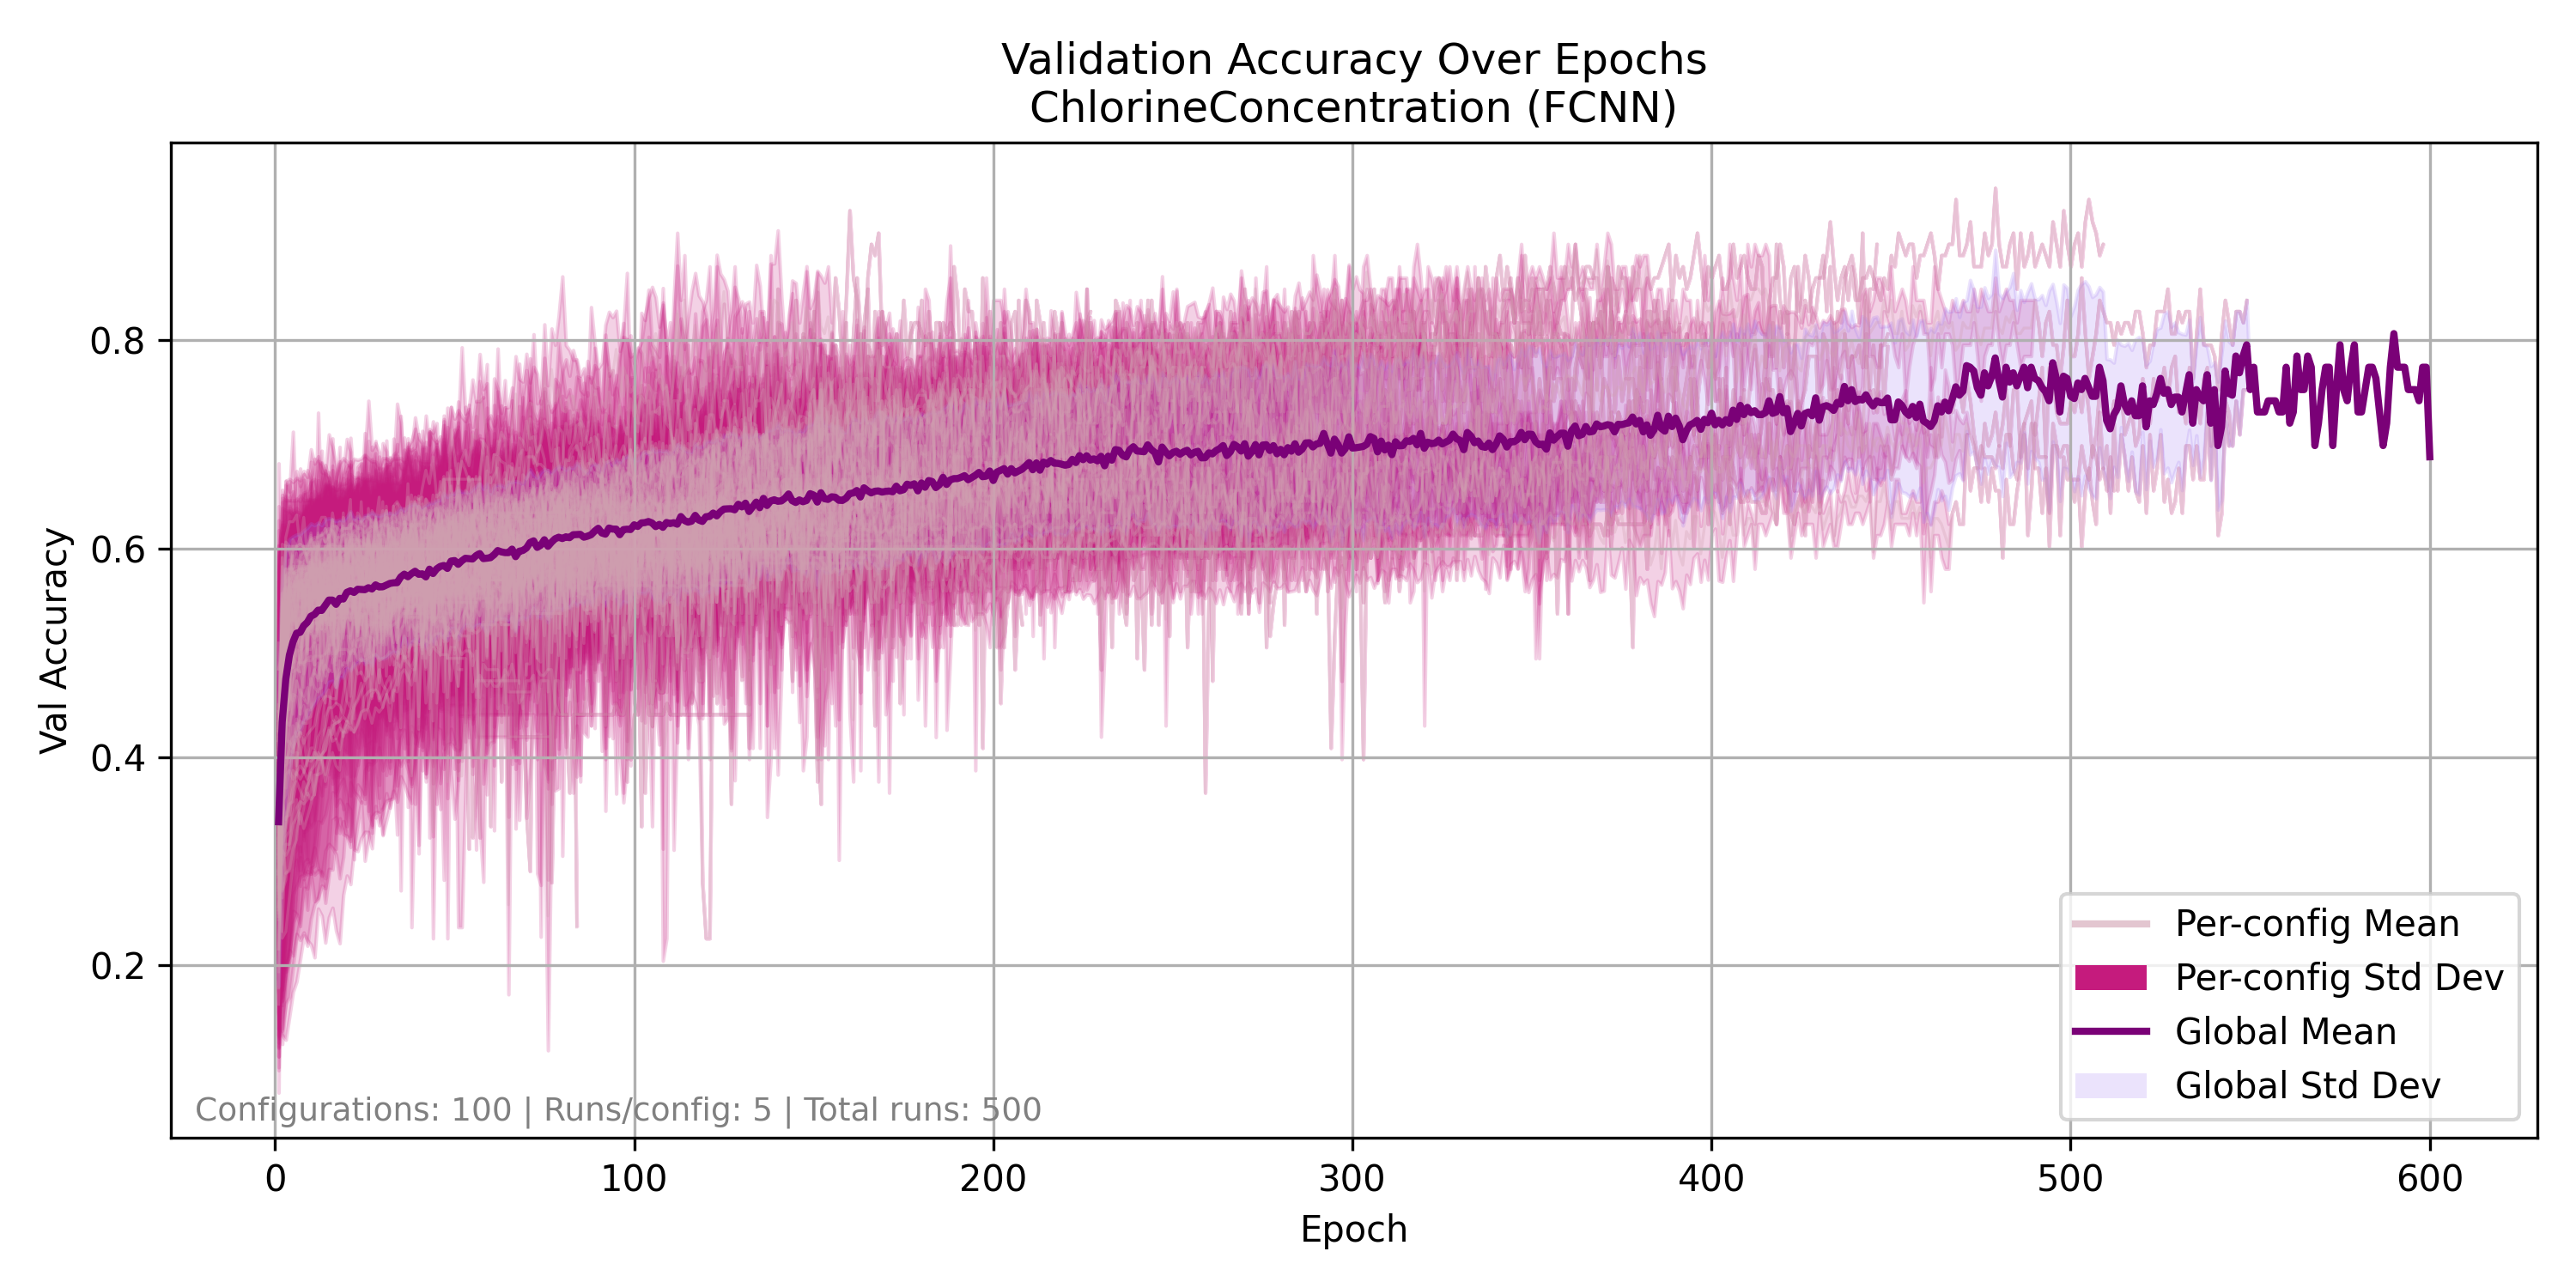 Validation Accuracy Over Epochs
ChlorineConcentration (FCNN)
Val Accuracy
0.8
0.6
0.4
0.2
Configurations: 100 | Runs/config: 5 | Total runs: 500
Per-config Mean
Per-config Std Dev
Global Mean
Global Std Dev
0 100 200 300 400 500 600
Epoch